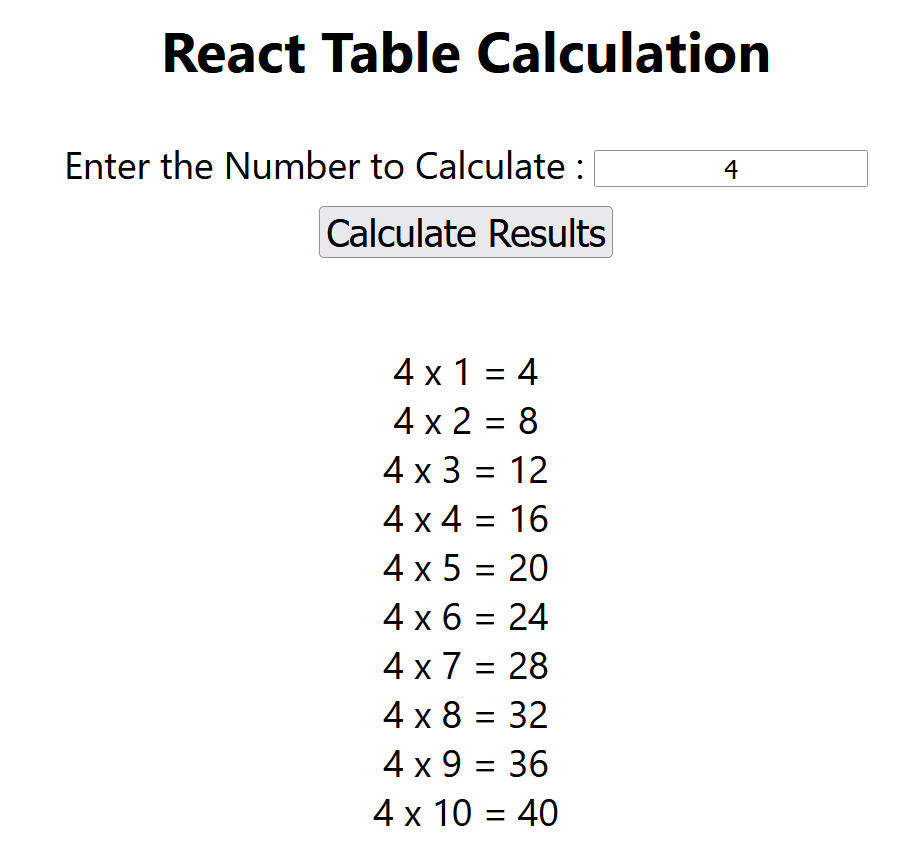 React Table Calculation
Enter the Number to Calculate : 4
Calculate Results
4 x 1 = 4
4 x 2 = 8
4 x 3 = 12
4 x 4 = 16
4 x 5 = 20
4 x 6 = 24
4 x 7 = 28
4 x 8 = 32
4 x 9 = 36
4 x 10 = 40